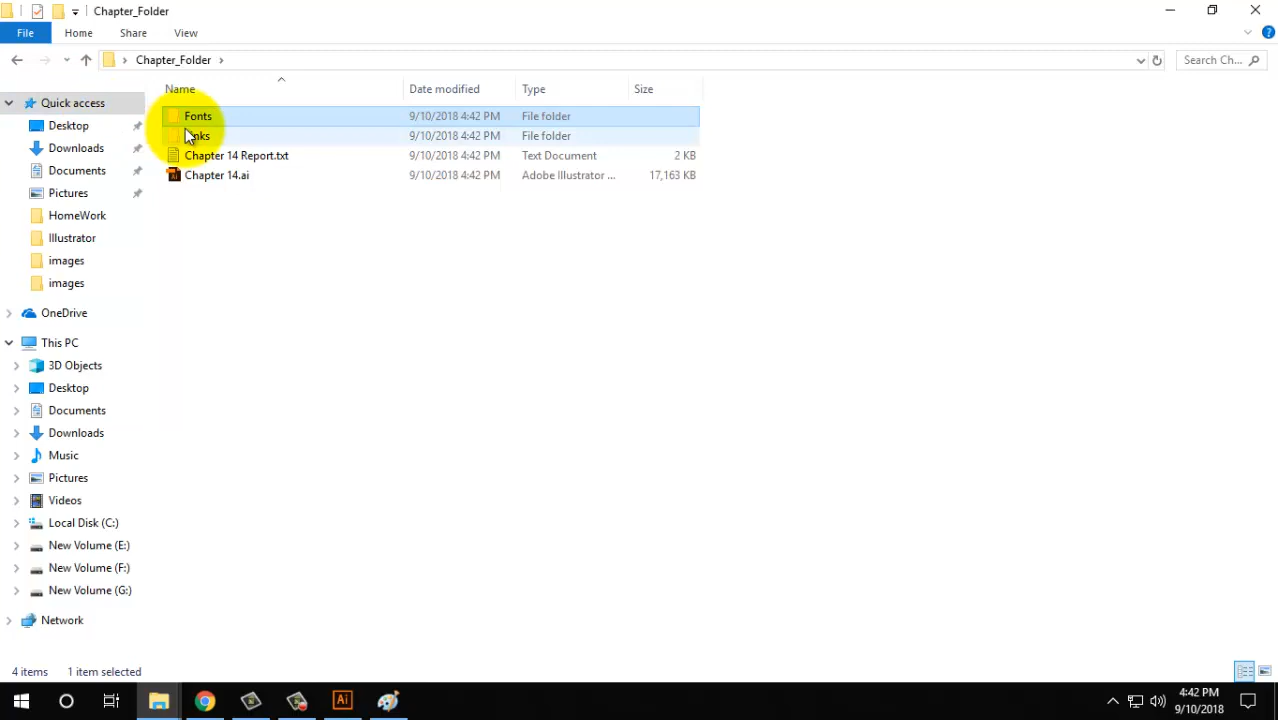 Chapter_Folder
File Home Share View
Chapter_Folder
Search Ch...
Name Date modified Type Size
Quick access
Desktop
Downloads
Documents
Pictures
HomeWork
Illustrator
images
images
OneDrive
This PC
3D Objects
Desktop
Documents
Downloads
Music
Pictures
Videos
Local Disk (C:)
New Volume (E:)
New Volume (F:)
New Volume (G:)
Network
Fonts 9/10/2018 4:42 PM File folder
9/10/2018 4:42 PM File folder
Chapter 14 Report.txt 9/10/2018 4:42 PM Text Document 2 KB
Chapter 14.ai 9/10/2018 4:42 PM Adobe Illustrator ... 17,163 KB
4 items 1 item selected
Ai
4:42 PM
9/10/2018